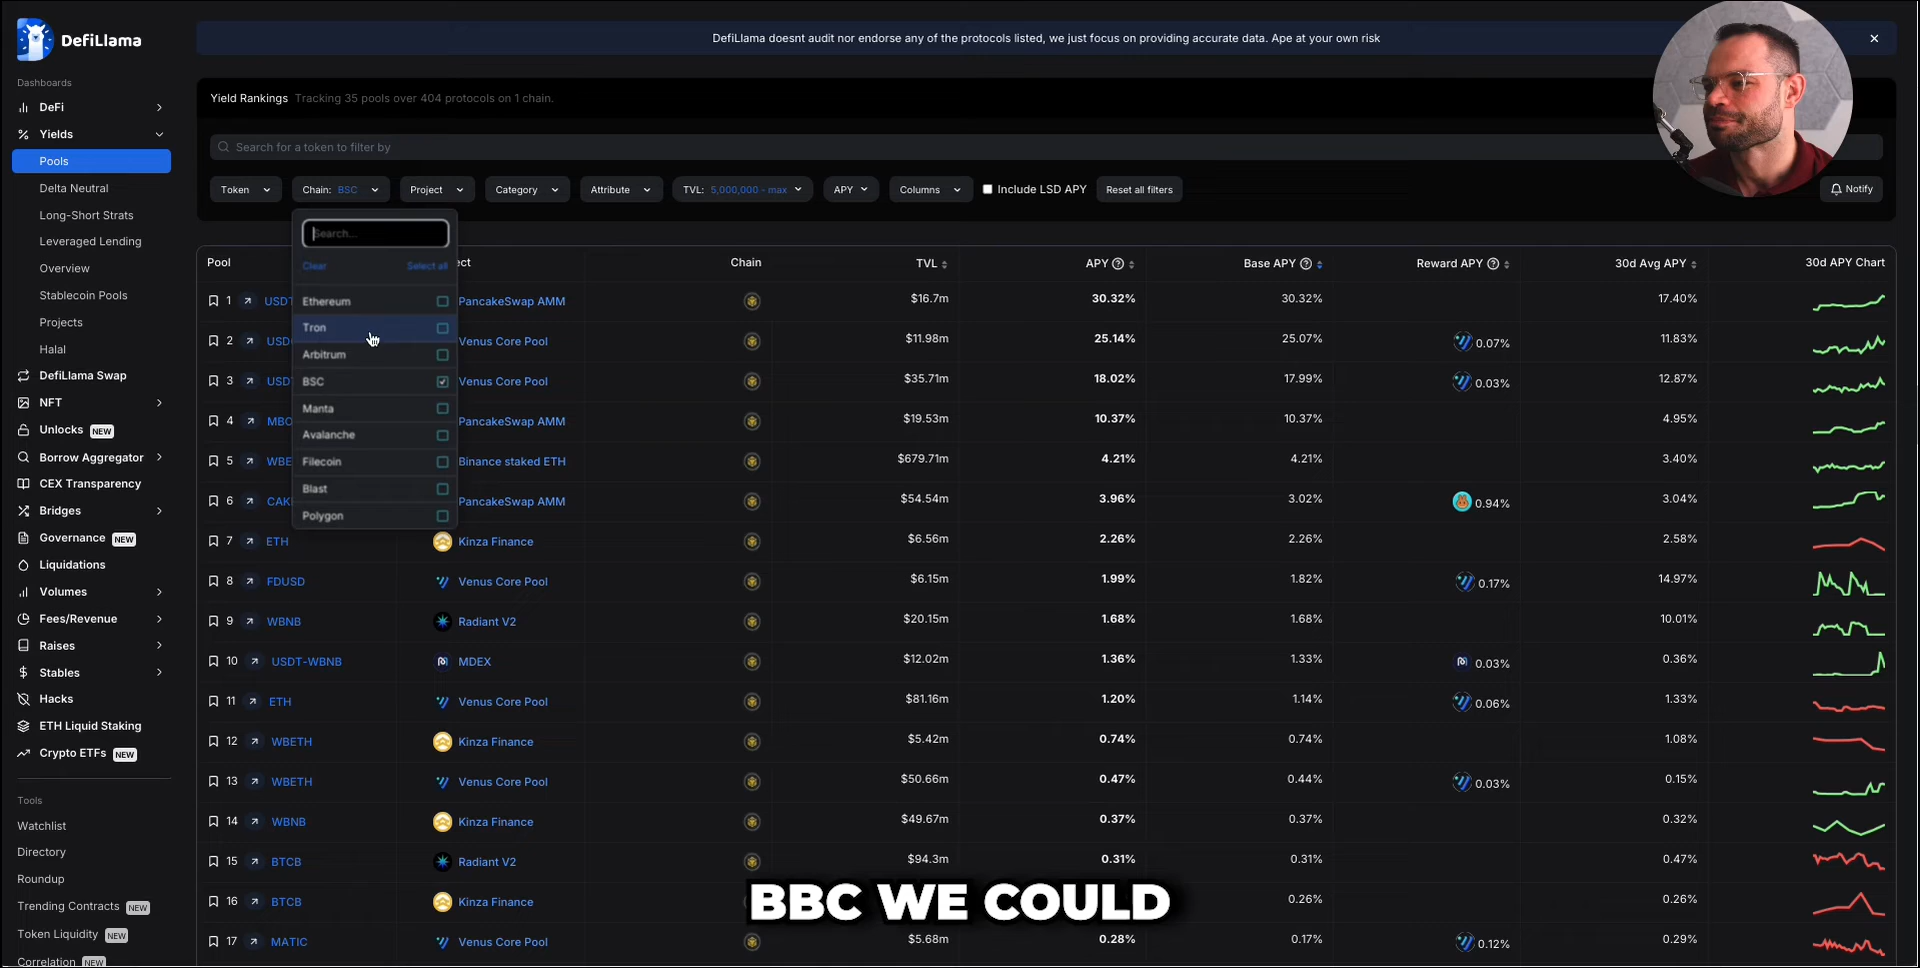 DefiLlama
DefiLlama doesnt audit nor endorse any of the protocols listed, we just focus on providing accurate data. Ape at your own risk
Dashboards
DeFi
Yields
Pools
Delta Neutral
Long-Short Strats
Leveraged Lending
Overview
Stablecoin Pools
Projects
Halal
DefiLlama Swap
NFT
Unlocks NEW
Borrow Aggregator
CEX Transparency
Bridges
Governance NEW
Liquidations
Volumes
Fees/Revenue
Raises
Stables
Hacks
ETH Liquid Staking
Crypto ETFs NEW
Tools
Watchlist
Directory
Roundup
Trending Contracts NEW
Token Liquidity NEW
Correlation NEW
Yield Rankings Tracking 35 pools over 404 protocols on 1 chain.
Search for a token to filter by
Token Chain: BSC Project Category Attribute TVL: 5,000,000 - max APY Columns Include LSD APY Reset all filters Notify
Search...
Clear Select all
Ethereum
Tron
Arbitrum
BSC
Manta
Avalanche
Filecoin
Blast
Polygon
Pool ect Chain TVL APY Base APY Reward APY 30d Avg APY 30d APY Chart
1 USDT PancakeSwap AMM $16.7m 30.32% 30.32% 17.40%
2 USD Venus Core Pool $11.98m 25.14% 25.07% 0.07% 11.83%
3 USD Venus Core Pool $35.71m 18.02% 17.99% 0.03% 12.87%
4 MBO PancakeSwap AMM $19.53m 10.37% 10.37% 4.95%
5 WBE Binance staked ETH $679.71m 4.21% 4.21% 3.40%
6 CAK PancakeSwap AMM $54.54m 3.96% 3.02% 0.94% 3.04%
7 ETH Kinza Finance $6.56m 2.26% 2.26% 2.58%
8 FDUSD Venus Core Pool $6.15m 1.99% 1.82% 0.17% 14.97%
9 WBNB Radiant V2 $20.15m 1.68% 1.68% 10.01%
10 USDT-WBNB MDEX $12.02m 1.36% 1.33% 0.03% 0.36%
11 ETH Venus Core Pool $81.16m 1.20% 1.14% 0.06% 1.33%
12 WBETH Kinza Finance $5.42m 0.74% 0.74% 1.08%
13 WBETH Venus Core Pool $50.66m 0.47% 0.44% 0.03% 0.15%
14 WBNB Kinza Finance $49.67m 0.37% 0.37% 0.32%
15 BTCB Radiant V2 $94.3m 0.31% 0.31% 0.47%
16 BTCB Kinza Finance 0.26% 0.26%
17 MATIC Venus Core Pool $5.68m 0.28% 0.17% 0.12% 0.29%
BBC WE COULD